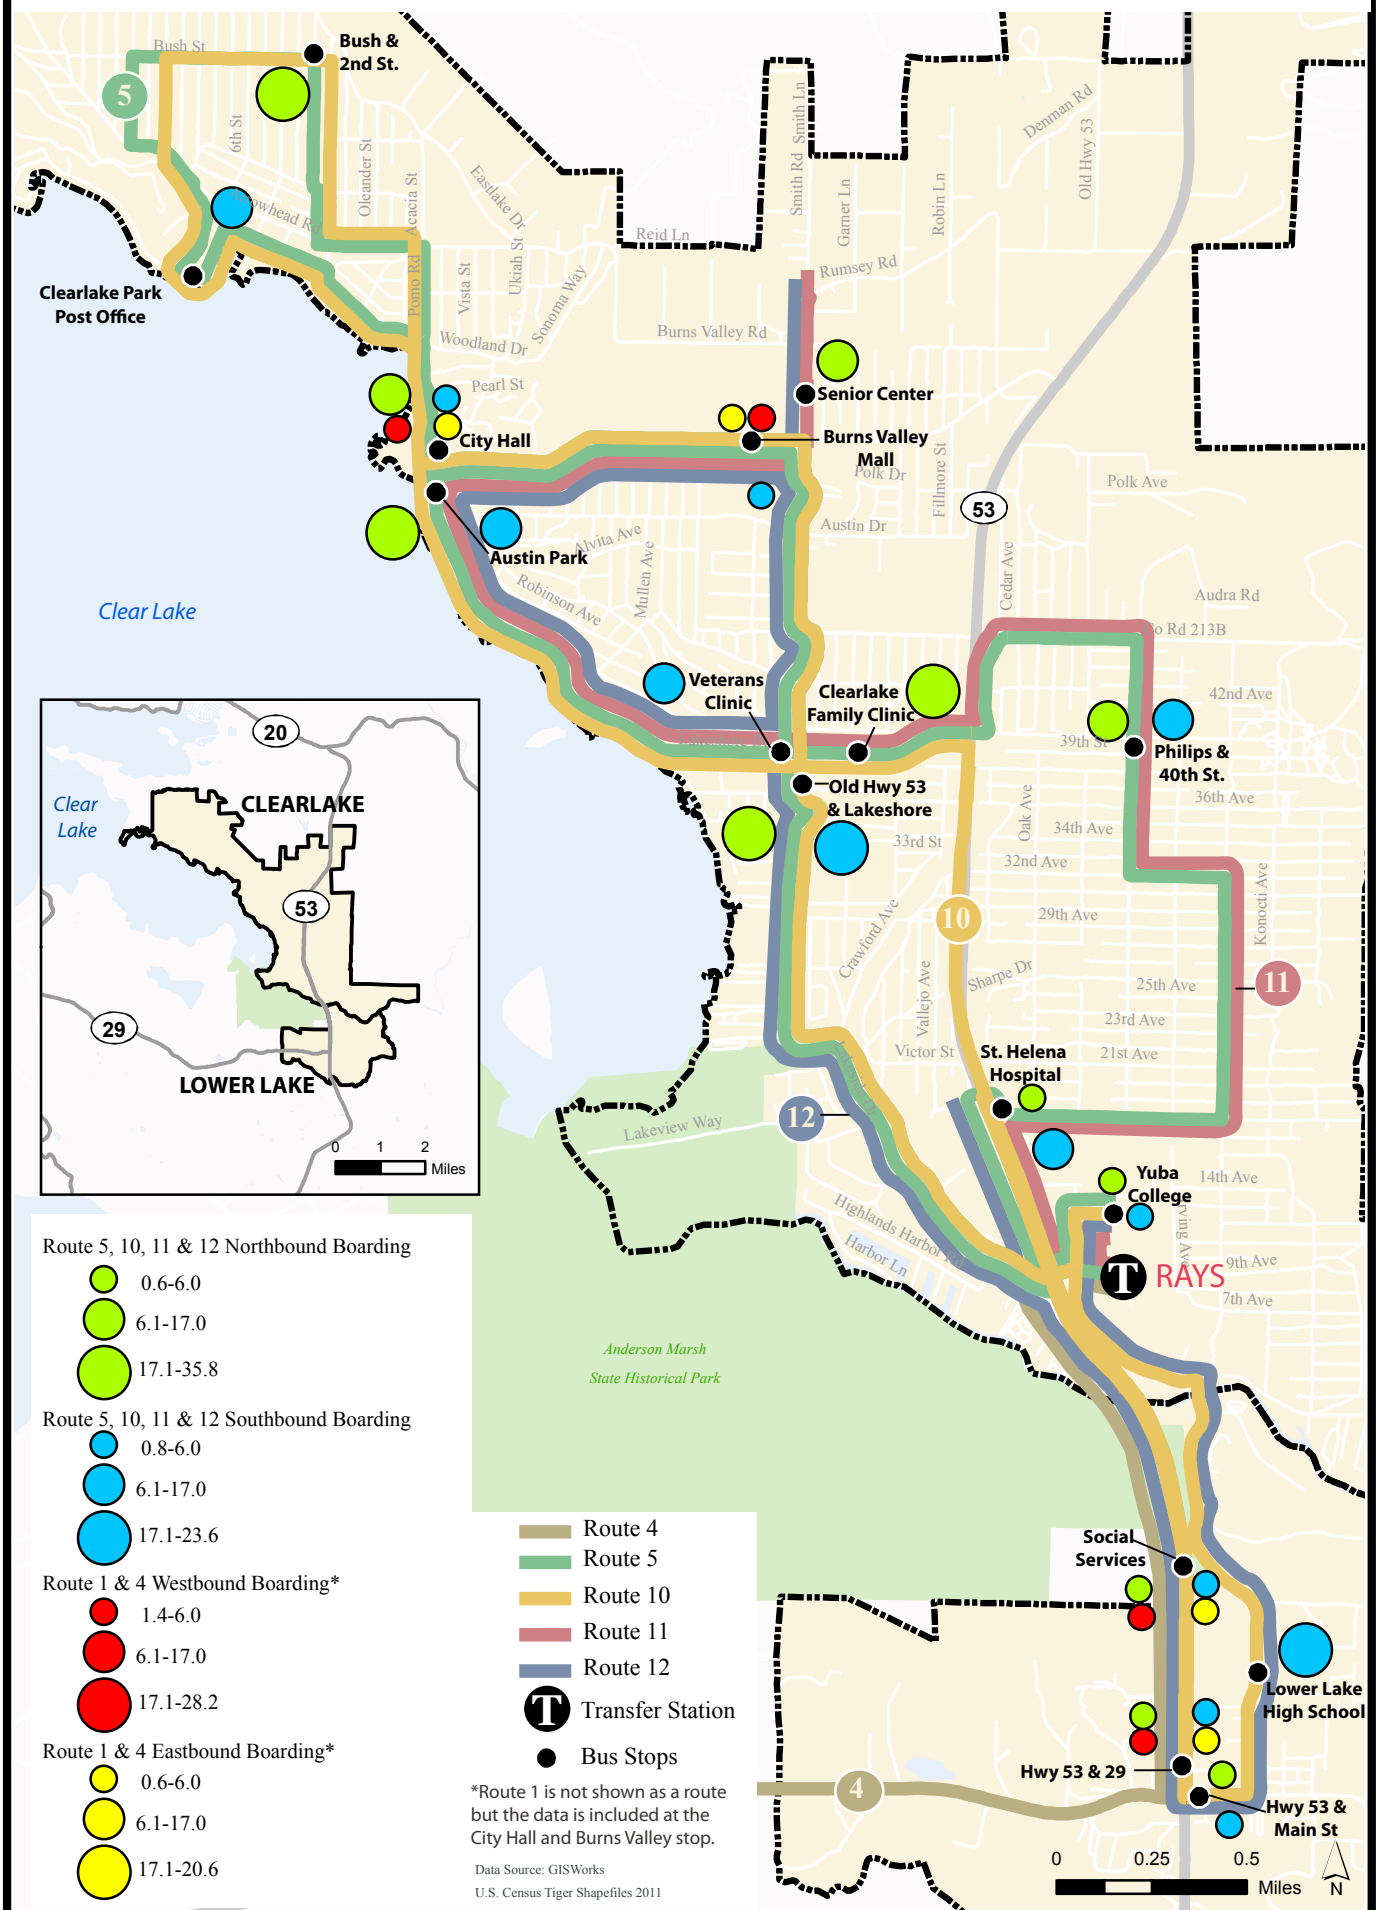 Bush St
Bush &
2nd St.
5
6th St
Oleander St
Acacia St
Eastlake Dr
Arrowhead Rd
Smith Ln
Smith Rd
Garner Ln
Robin Ln
Denman Rd
Old Hwy 53
Reid Ln
Rumsey Rd
Clearlake Park
Post Office
Pomo Rd
Vista St
Ukiah St
Sonoma Way
Woodland Dr
Burns Valley Rd
Pearl St
Senior Center
City Hall
Burns Valley
Mall
Polk Dr
Fillmore St
Polk Ave
53
Austin Dr
Alvita Ave
Austin Park
Mullen Ave
Robinson Ave
Cedar Ave
Audra Rd
Co Rd 213B
Clear Lake
Veterans
Clinic
Clearlake
Family Clinic
42nd Ave
39th St
Philips &
40th St.
36th Ave
Old Hwy 53
& Lakeshore
Oak Ave
34th Ave
33rd St
32nd Ave
20
Clear
Lake
CLEARLAKE
53
29
LOWER LAKE
0 1 2
Miles
10
29th Ave
Konocti Ave
Crawford Ave
Vallejo Ave
Sharpe Dr
25th Ave
11
23rd Ave
Victor St
21st Ave
St. Helena
Hospital
Lakeside Dr
12
Lakeview Way
14th Ave
Yuba
College
Irving Ave
Highlands Harbor Rd
Harbor Ln
9th Ave
7th Ave
T RAYS
Anderson Marsh
State Historical Park
Route 5, 10, 11 & 12 Northbound Boarding
0.6-6.0
6.1-17.0
17.1-35.8
Route 5, 10, 11 & 12 Southbound Boarding
0.8-6.0
6.1-17.0
17.1-23.6
Route 1 & 4 Westbound Boarding*
1.4-6.0
6.1-17.0
17.1-28.2
Route 1 & 4 Eastbound Boarding*
0.6-6.0
6.1-17.0
17.1-20.6
Route 4
Route 5
Route 10
Route 11
Route 12
T Transfer Station
Bus Stops
*Route 1 is not shown as a route
but the data is included at the
City Hall and Burns Valley stop.
Data Source: GISWorks
U.S. Census Tiger Shapefiles 2011
Social
Services
Lower Lake
High School
Hwy 53 & 29
4
Hwy 53 &
Main St
0 0.25 0.5
Miles
N